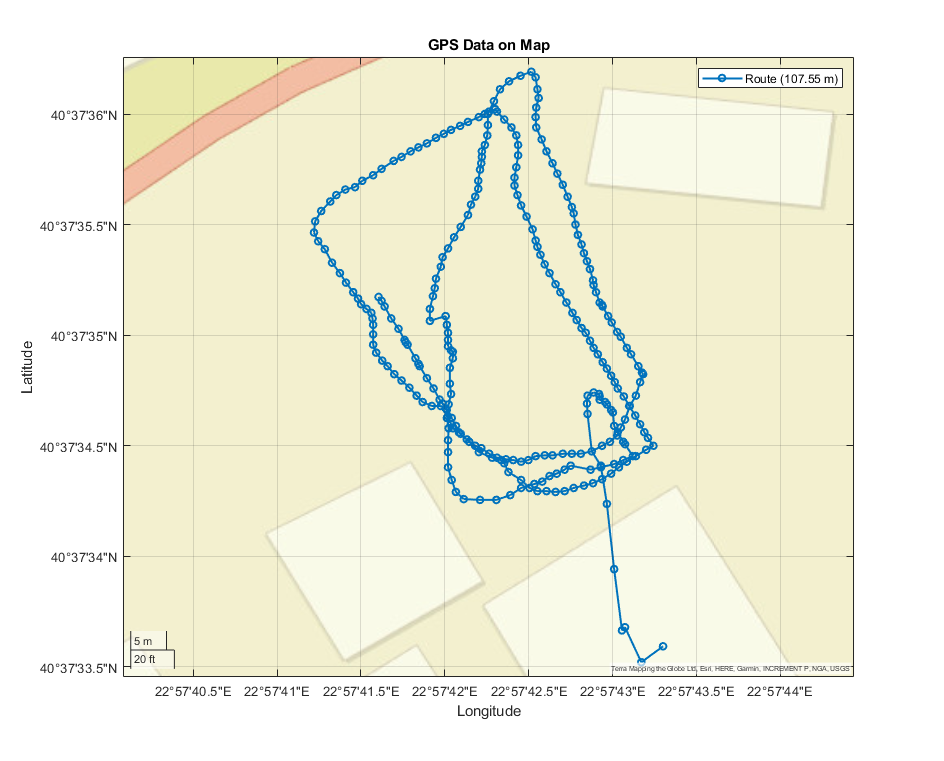 GPS Data on Map
Route (107.55 m)
40°37'36"N
40°37'35.5"N
40°37'35"N
40°37'34.5"N
40°37'34"N
40°37'33.5"N
Latitude
5 m
20 ft
Terra Mapping the Globe Ltd, Esri, HERE, Garmin, INCREMENT P, NGA, USGS
22°57'40.5"E
22°57'41"E
22°57'41.5"E
22°57'42"E
22°57'42.5"E
22°57'43"E
22°57'43.5"E
22°57'44"E
Longitude